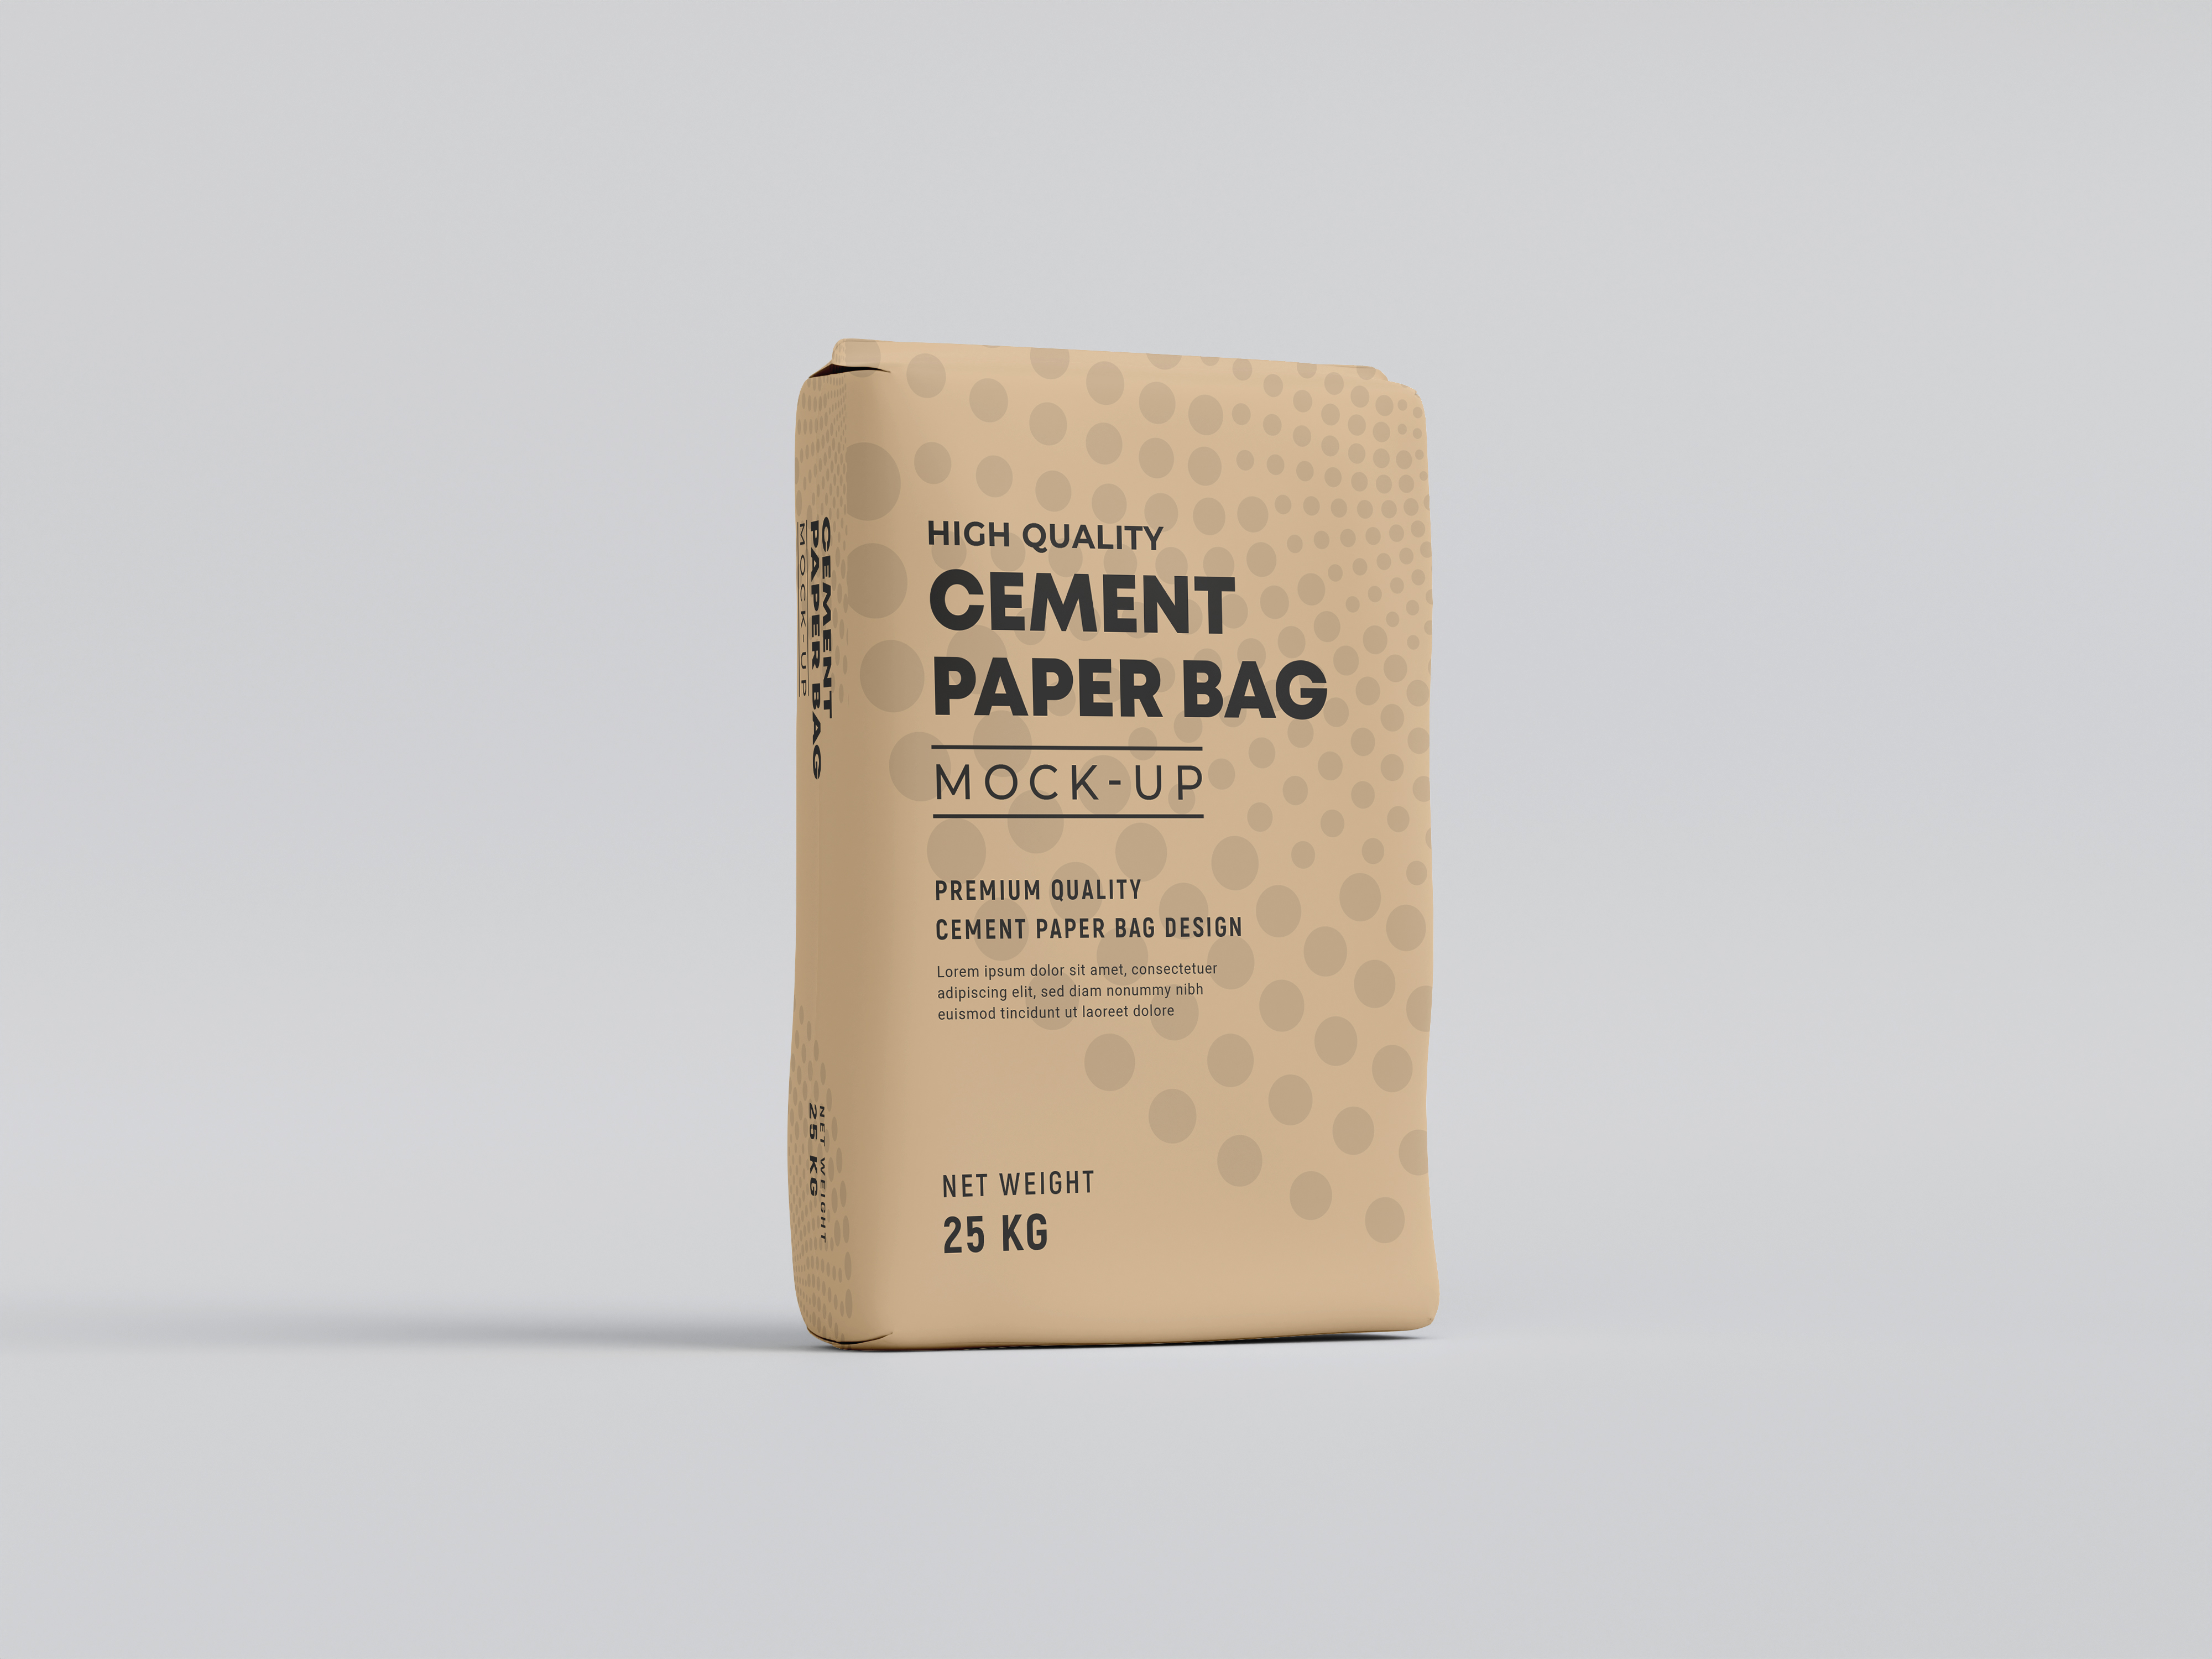 HIGH QUALITY
CEMENT
PAPER BAG
MOCK-UP
PREMIUM QUALITY
CEMENT PAPER BAG DESIGN
Lorem ipsum dolor sit amet, consectetuer
adipiscing elit, sed diam nonummy nibh
euismod tincidunt ut laoreet dolore
NET WEIGHT
25 KG
CEMENT
PAPER BAG
MOCK-UP
NET WEIGHT
25 KG